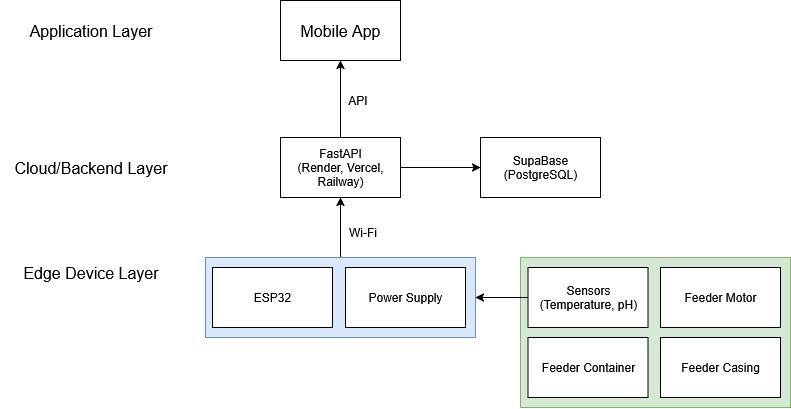 Application Layer
Mobile App
API
Cloud/Backend Layer
FastAPI
(Render, Vercel,
Railway)
SupaBase
(PostgreSQL)
Wi-Fi
Edge Device Layer
ESP32
Power Supply
Sensors
(Temperature, pH)
Feeder Motor
Feeder Container
Feeder Casing